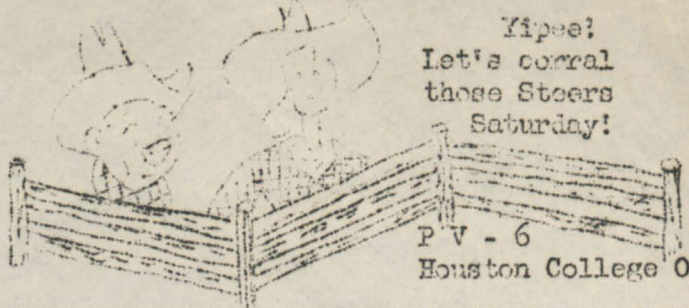 Yipee!
Let's corral
those Steers
Saturday!
P V - 6
Houston College 0